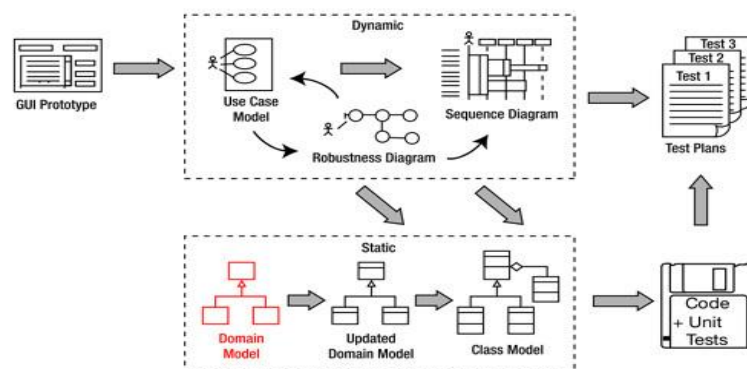 Dynamic
GUI Prototype
Use Case
Model
Robustness Diagram
Sequence Diagram
Test 3
Test 2
Test 1
Test Plans
Static
Domain
Model
Updated
Domain Model
Class Model
Code
+ Unit
Tests